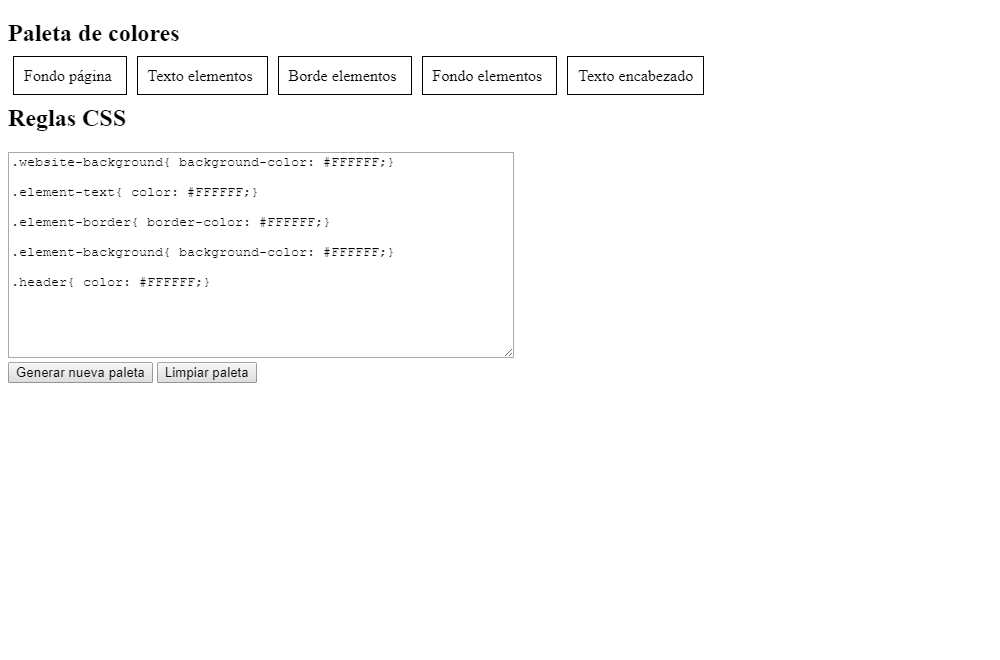 Paleta de colores
Fondo página Texto elementos Borde elementos Fondo elementos Texto encabezado
Reglas CSS
.website-background{ background-color: #FFFFFF;}
.element-text{ color: #FFFFFF;}
.element-border{ border-color: #FFFFFF;}
.element-background{ background-color: #FFFFFF;}
.header{ color: #FFFFFF;}
Generar nueva paleta Limpiar paleta